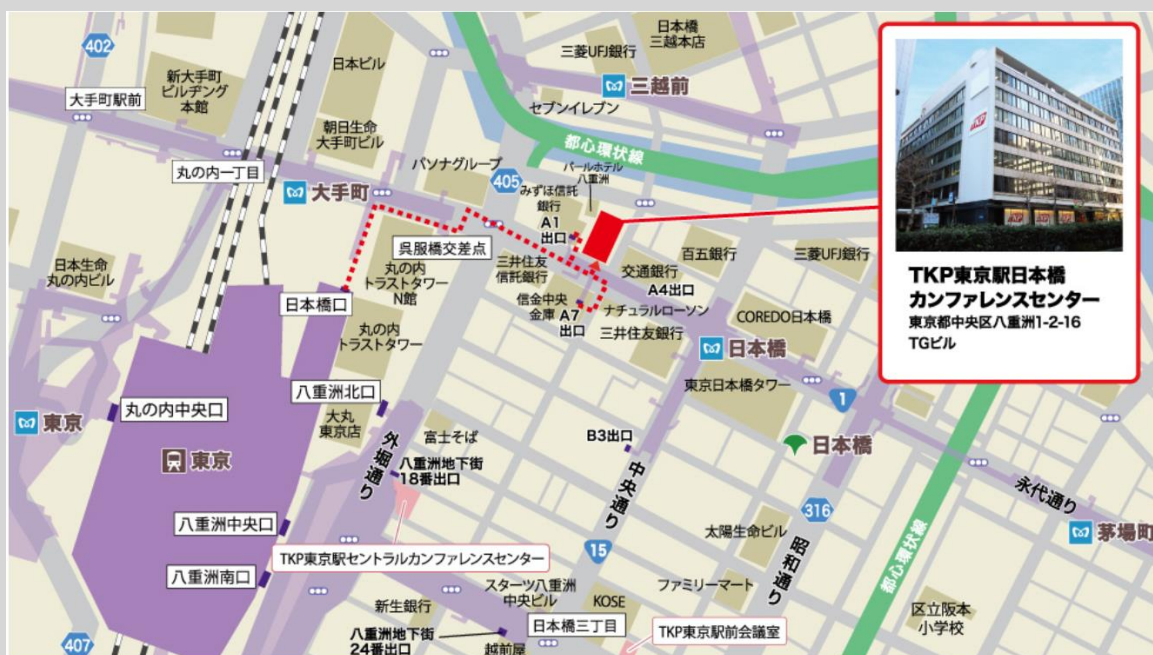 402
新大手町
ビルヂング
本館
大手町駅前
日本ビル
朝日生命
大手町ビル
丸の内一丁目
大手町
パソナグループ
405
呉服橋交差点
日本橋
三越本店
三菱UFJ銀行
三越前
セブンイレブン
都心環状線
パールホテル
八重洲
みずほ信託
銀行
A1
出口
三井住友
信託銀行
信金中央
金庫
A7
出口
交通銀行
A4出口
ナチュラルローソン
三井住友銀行
百五銀行
三菱UFJ銀行
COREDO日本橋
日本橋
東京日本橋タワー
1
日本橋
日本生命
丸の内ビル
日本橋口
丸の内
トラストタワー
N館
丸の内
トラストタワー
八重洲北口
大丸
東京店
丸の内中央口
東京
東京
外堀通り
富士そば
八重洲地下街
18番出口
八重洲中央口
八重洲南口
TKP東京駅セントラルカンファレンスセンター
B3出口
中央通り
15
316
昭和通り
太陽生命ビル
ファミリーマート
スターツ八重洲
中央ビル
KOSE
新生銀行
日本橋三丁目
八重洲地下街
24番出口
越前屋
TKP東京駅前会議室
407
都心環状線
永代通り
茅場町
区立阪本
小学校
TKP
TKP東京駅日本橋
カンファレンスセンター
東京都中央区八重洲1-2-16
TGビル